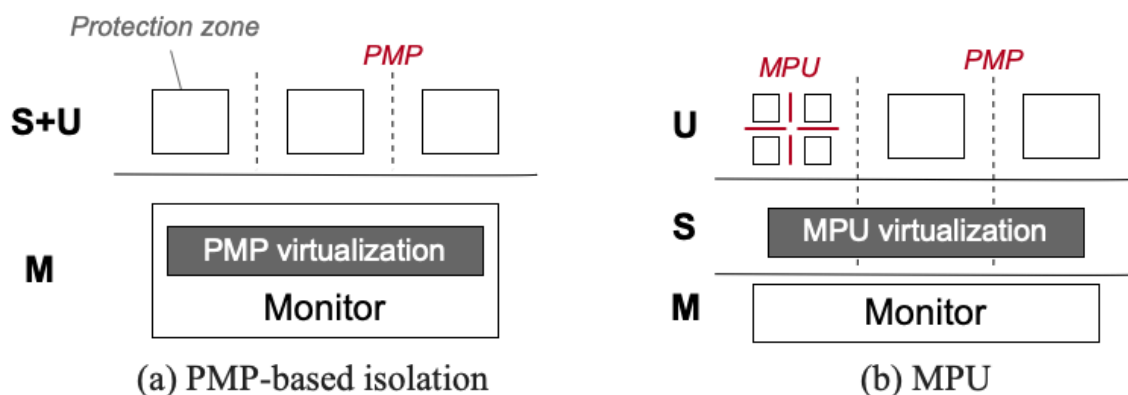 Protection zone
PMP
S+U
M
PMP virtualization
Monitor
(a) PMP-based isolation
MPU
PMP
U
S
MPU virtualization
M
Monitor
(b) MPU